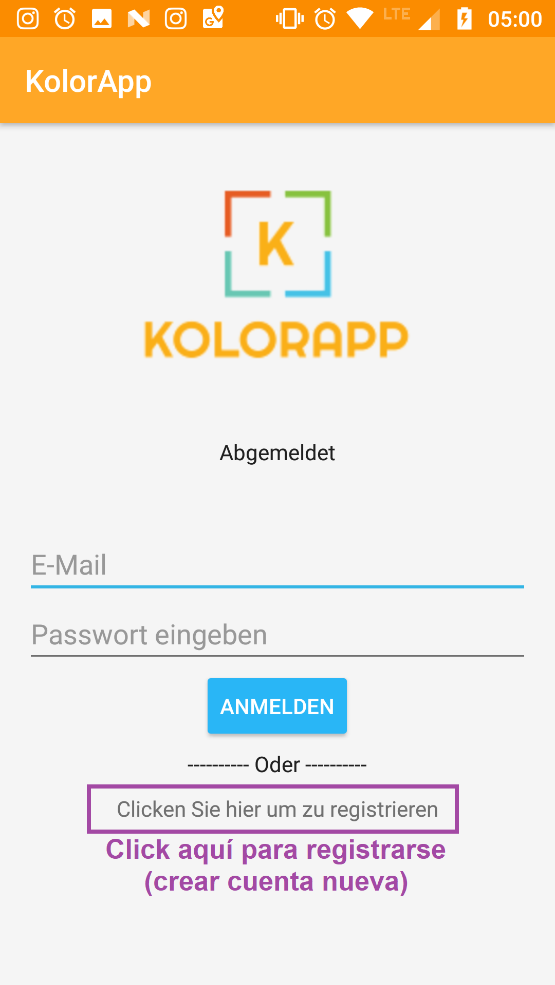 LTE 05:00
KolorApp
K
KOLORAPP
Abgemeldet
E-Mail
Passwort eingeben
ANMELDEN
---------- Oder ----------
Clicken Sie hier um zu registrieren
Click aquí para registrarse
(crear cuenta nueva)